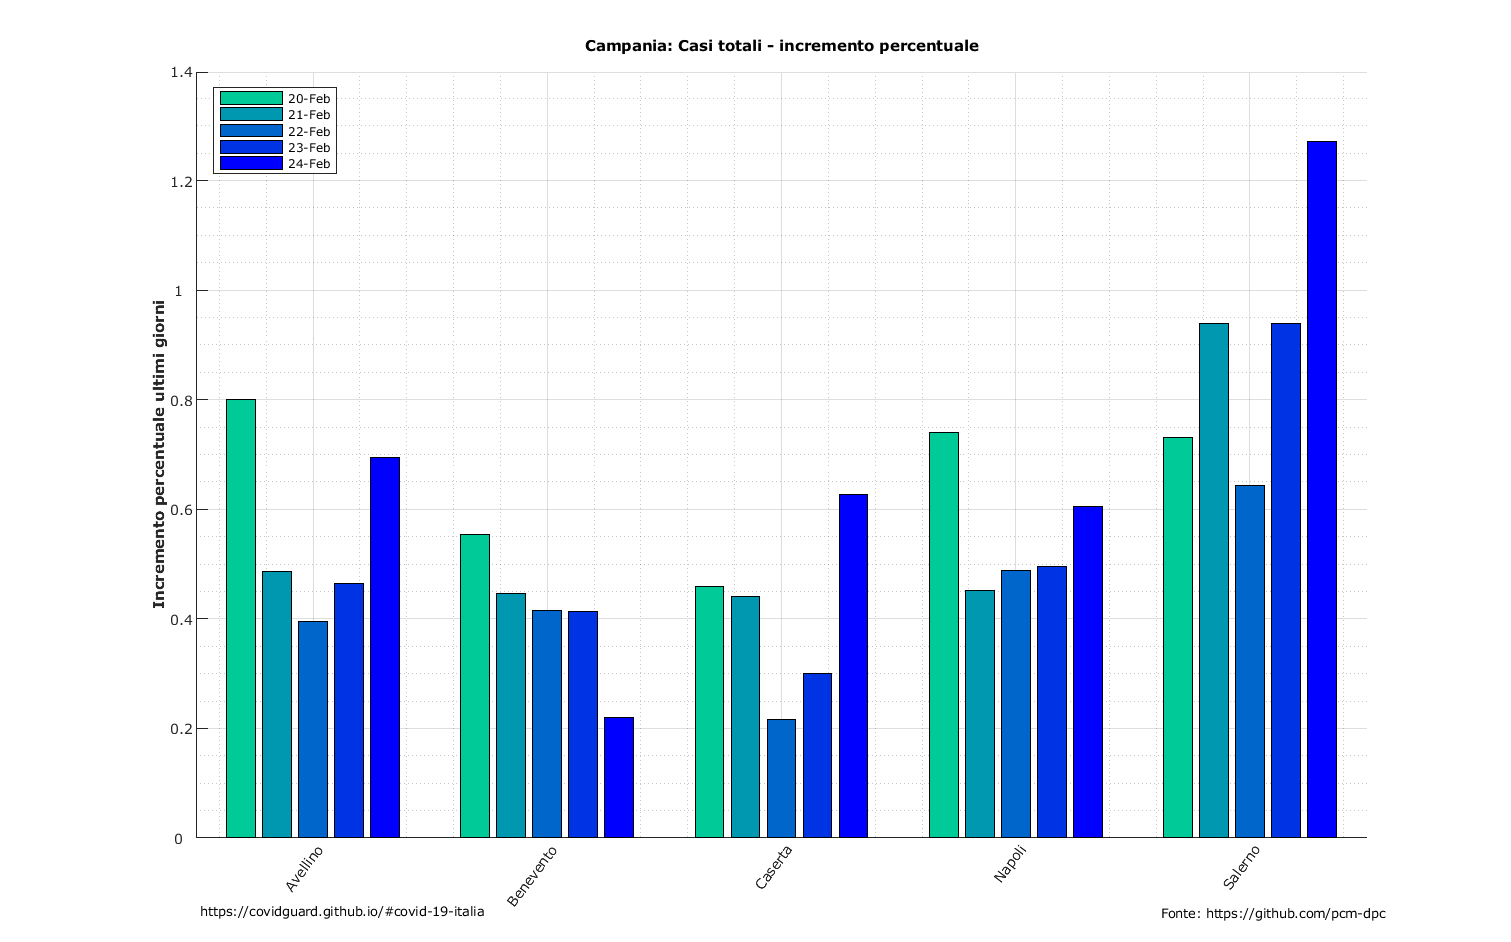 Campania: Casi totali - incremento percentuale
1.4
1.2
1
0.8
0.6
0.4
0.2
0
20-Feb
21-Feb
22-Feb
23-Feb
24-Feb
Incremento percentuale ultimi giorni
Avellino
Benevento
Caserta
Napoli
Salerno
https://covidguard.github.io/#covid-19-italia
Fonte: https://github.com/pcm-dpc